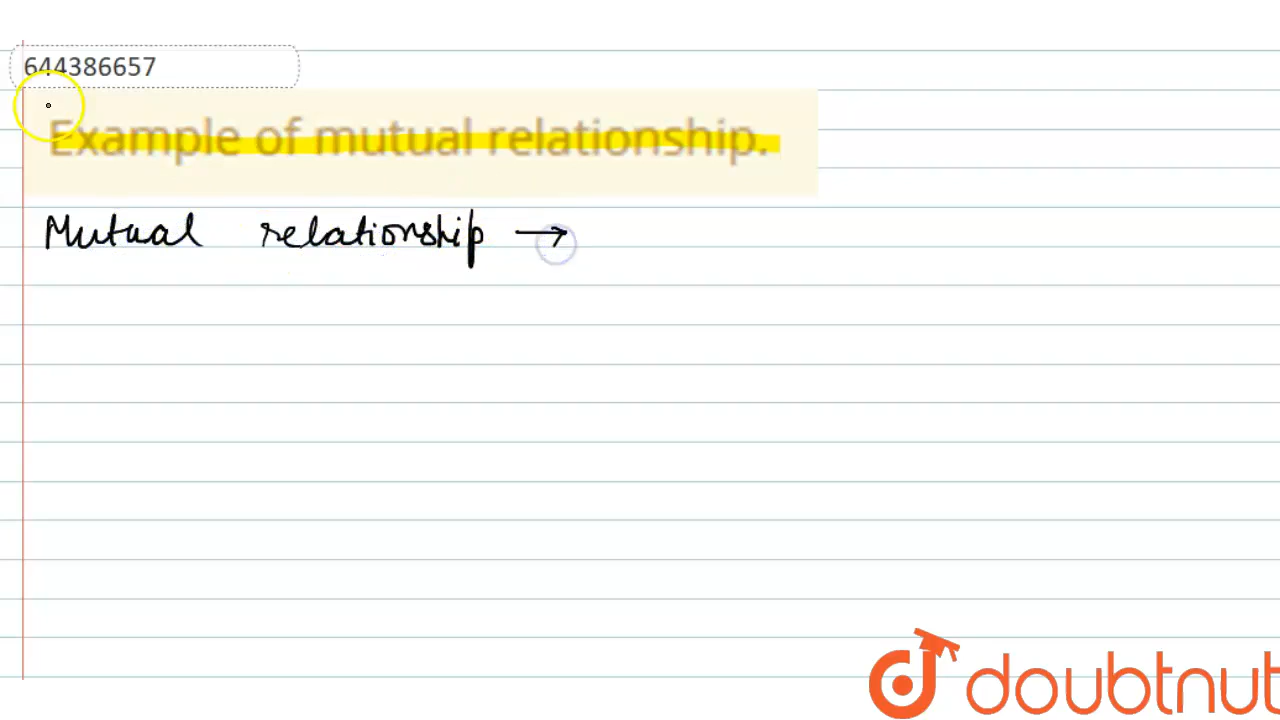 644386657
Example of mutual relationship.
Mutual relationship →
doubtnut